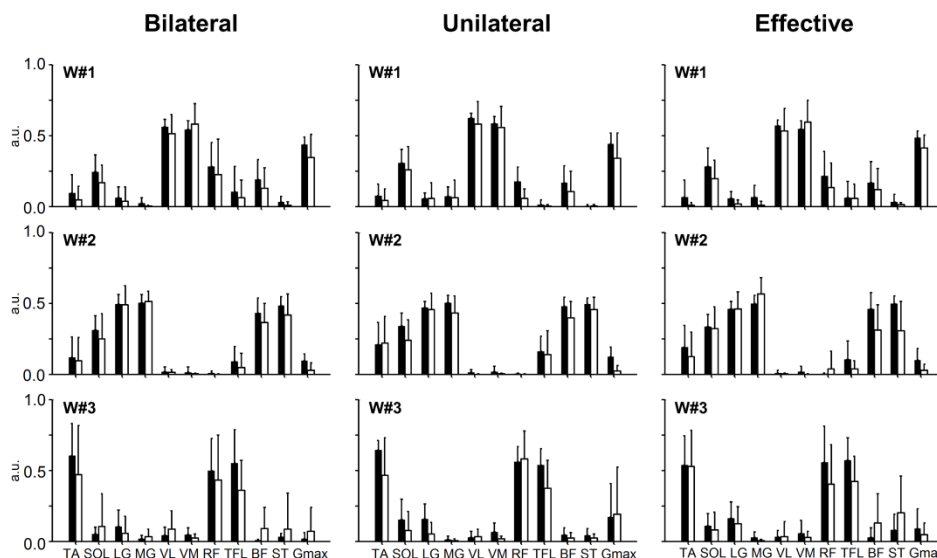 Bilateral Unilateral Effective
1.0 W#1 W#1 W#1
a.u. 0.5
0.0
1.0 W#2 W#2 W#2
a.u. 0.5
0.0
1.0 W#3 W#3 W#3
a.u. 0.5
0.0
TA SOL LG MG VL VM RF TFL BF ST Gmax TA SOL LG MG VL VM RF TFL BF ST Gmax TA SOL LG MG VL VM RF TFL BF ST Gmax